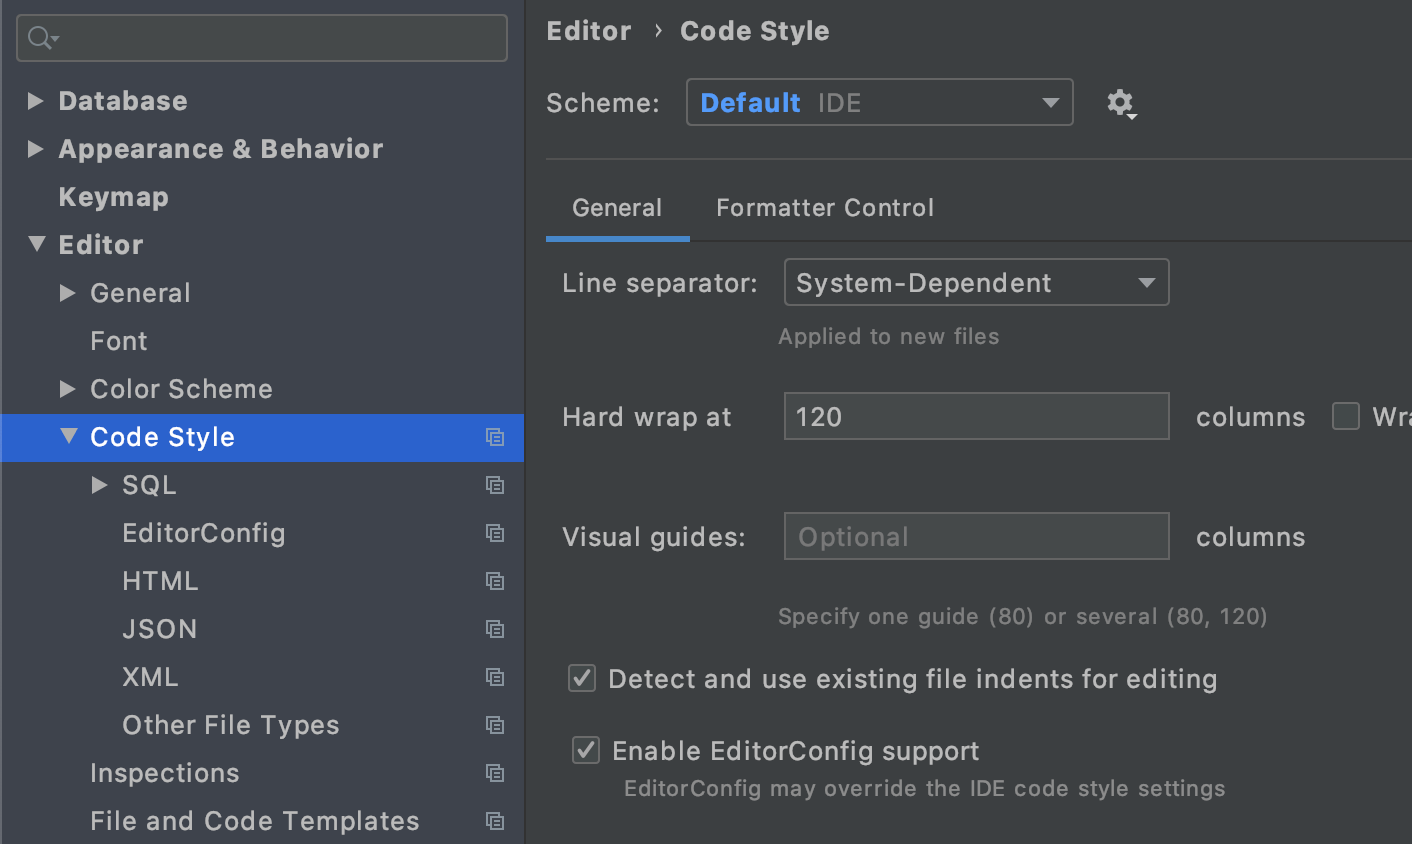 Database
Appearance & Behavior
Keymap
Editor
General
Font
Color Scheme
Code Style
SQL
EditorConfig
HTML
JSON
XML
Other File Types
Inspections
File and Code Templates
Editor › Code Style
Scheme: Default IDE
General Formatter Control
Line separator: System-Dependent
Applied to new files
Hard wrap at 120 columns
Visual guides: Optional columns
Specify one guide (80) or several (80, 120)
Detect and use existing file indents for editing
Enable EditorConfig support
EditorConfig may override the IDE code style settings